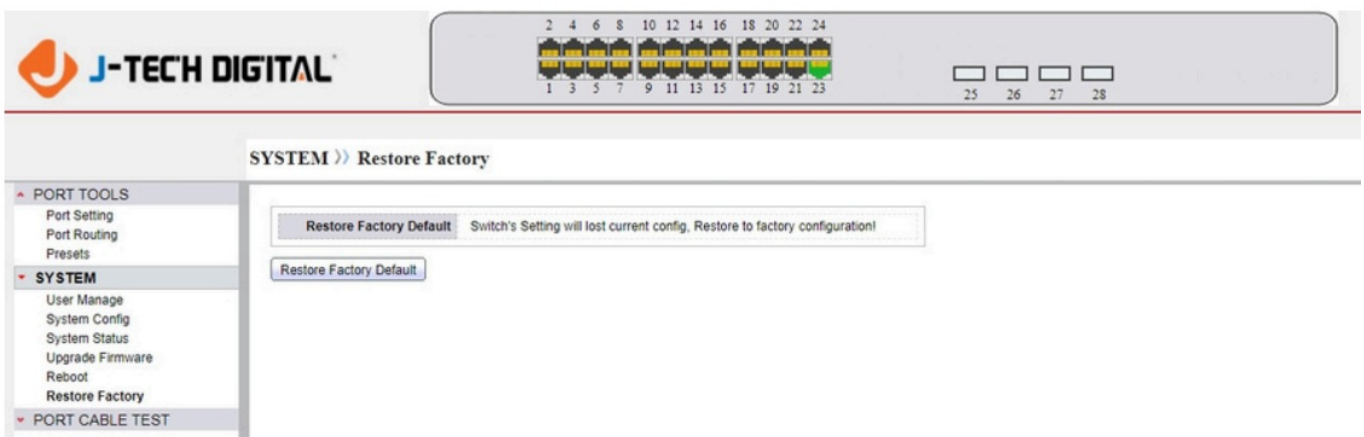 J-TECH DIGITAL
2 4 6 8 10 12 14 16 18 20 22 24
1 3 5 7 9 11 13 15 17 19 21 23
25 26 27 28
SYSTEM » Restore Factory
PORT TOOLS
Port Setting
Port Routing
Presets
SYSTEM
User Manage
System Config
System Status
Upgrade Firmware
Reboot
Restore Factory
PORT CABLE TEST
Restore Factory Default Switch's Setting will lost current config, Restore to factory configuration!
Restore Factory Default